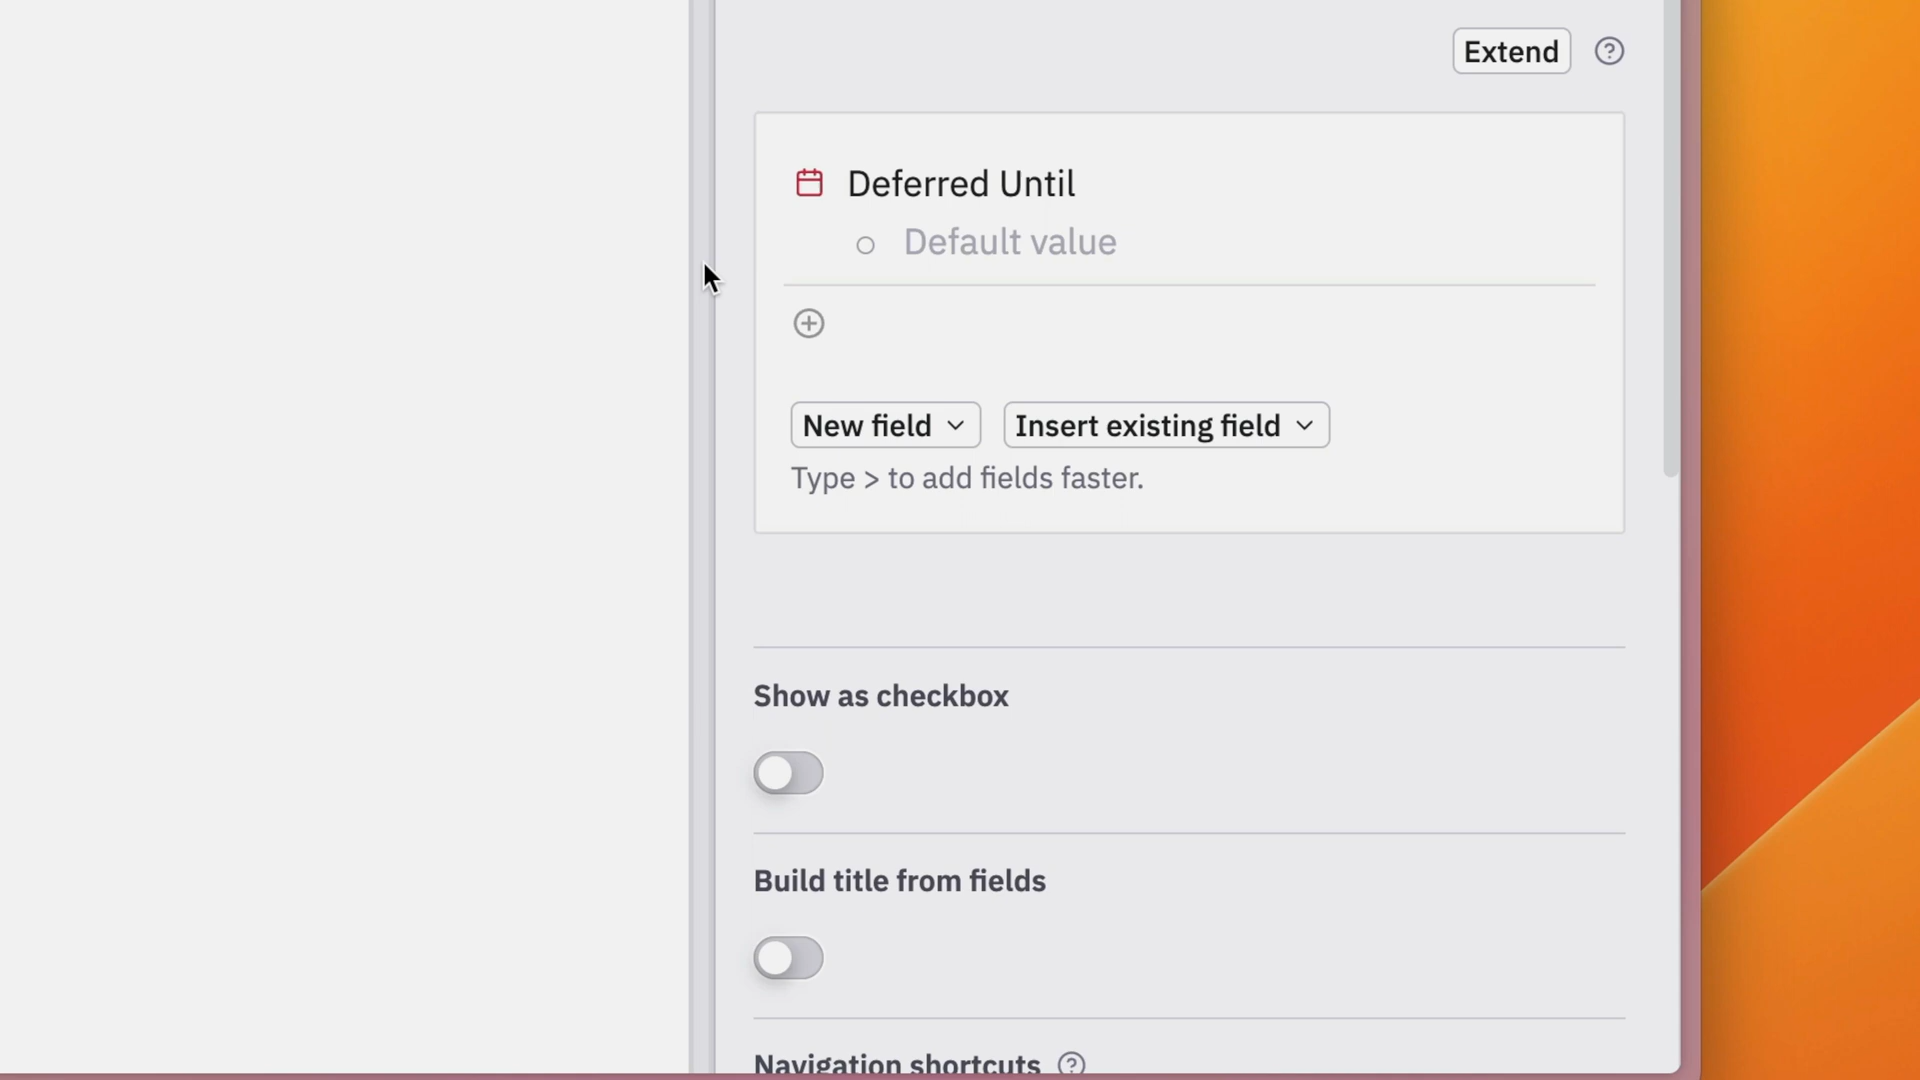 Extend
Deferred Until
Default value
New field
Insert existing field
Type > to add fields faster.
Show as checkbox
Build title from fields
Navigation shortcuts